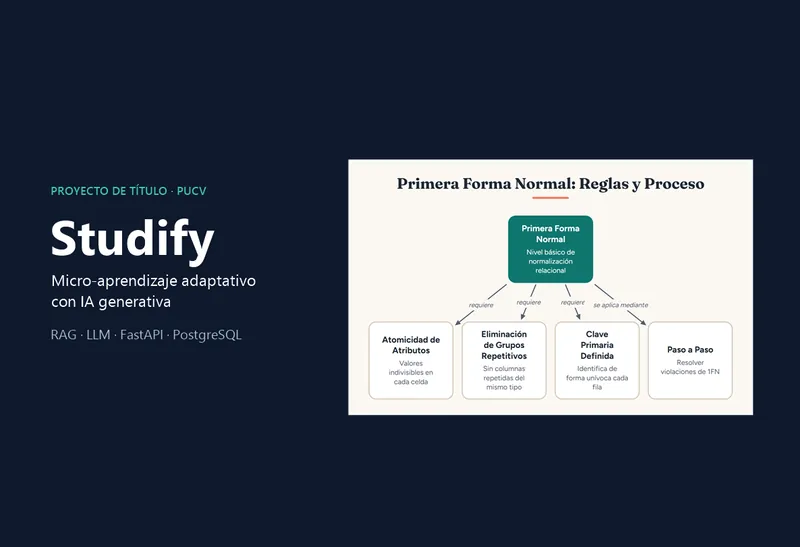 PROYECTO DE TÍTULO · PUCV
Studify
Micro-aprendizaje adaptativo
con IA generativa
RAG · LLM · FastAPI · PostgreSQL
Primera Forma Normal: Reglas y Proceso
Primera Forma
Normal
Nivel básico de
normalización
relacional
requiere
requiere
requiere
se aplica mediante
Atomicidad de
Atributos
Valores
indivisibles en
cada celda
Eliminación
de Grupos
Repetitivos
Sin columnas
repetidas del
mismo tipo
Clave
Primaria
Definida
Identifica de
forma unívoca cada
fila
Paso a Paso
Resolver
violaciones de 1FN